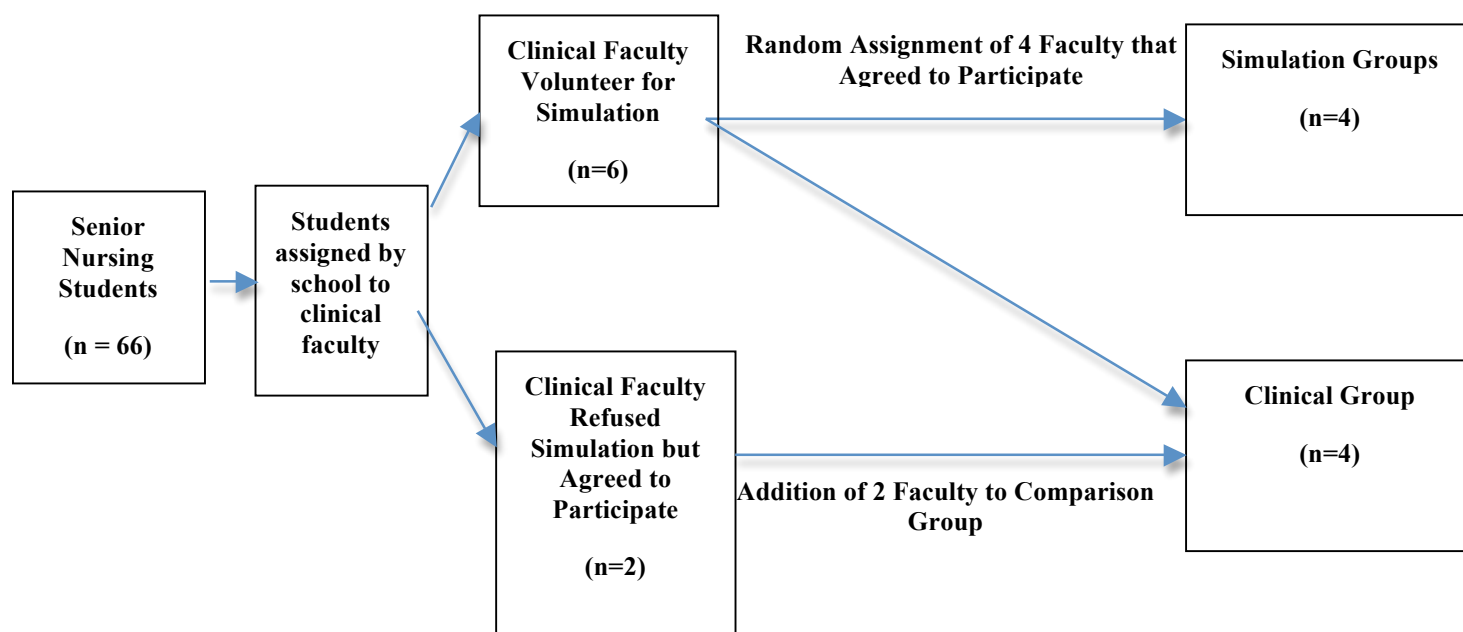 Senior
Nursing
Students
(n = 66)
Students
assigned by
school to
clinical
faculty
Clinical Faculty
Volunteer for
Simulation
(n=6)
Clinical Faculty
Refused
Simulation but
Agreed to
Participate
(n=2)
Random Assignment of 4 Faculty that
Agreed to Participate
Addition of 2 Faculty to Comparison
Group
Simulation Groups
(n=4)
Clinical Group
(n=4)